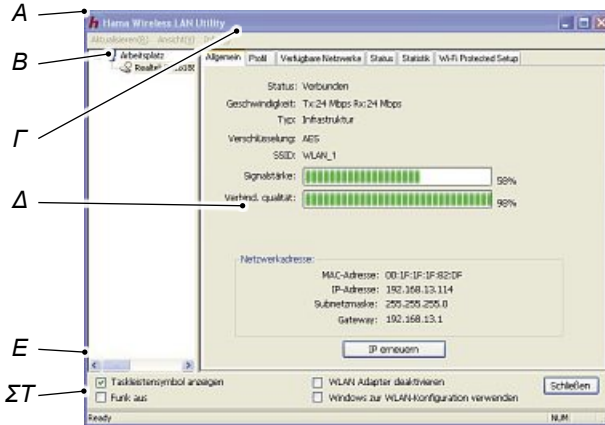 A
Hama Wireless LAN Utility
Aktualisieren(R) Ansicht(V)
B
Arbeitsplatz
Realtek
Allgemein Profil Verfügbare Netzwerke Status Statistik Wi-Fi Protected Setup
Γ
Status: Verbunden
Geschwindigkeit: Tx:24 Mbps Rx:24 Mbps
Typ: Infrastruktur
Verschlüsselung: AES
SSID: WLAN_1
Signalstärke: 58%
Δ
Verbind. qualität: 98%
Netzwerkadresse:
MAC-Adresse: 00:1F:1F:1F:82:DF
IP-Adresse: 192.168.13.114
Subnetzmaske: 255.255.255.0
Gateway: 192.168.13.1
E
IP erneuern
ΣΤ
Taskleistensymbol anzeigen
WLAN Adapter deaktivieren
Schließen
Funk aus
Windows zur WLAN-Konfiguration verwenden
Ready NUM